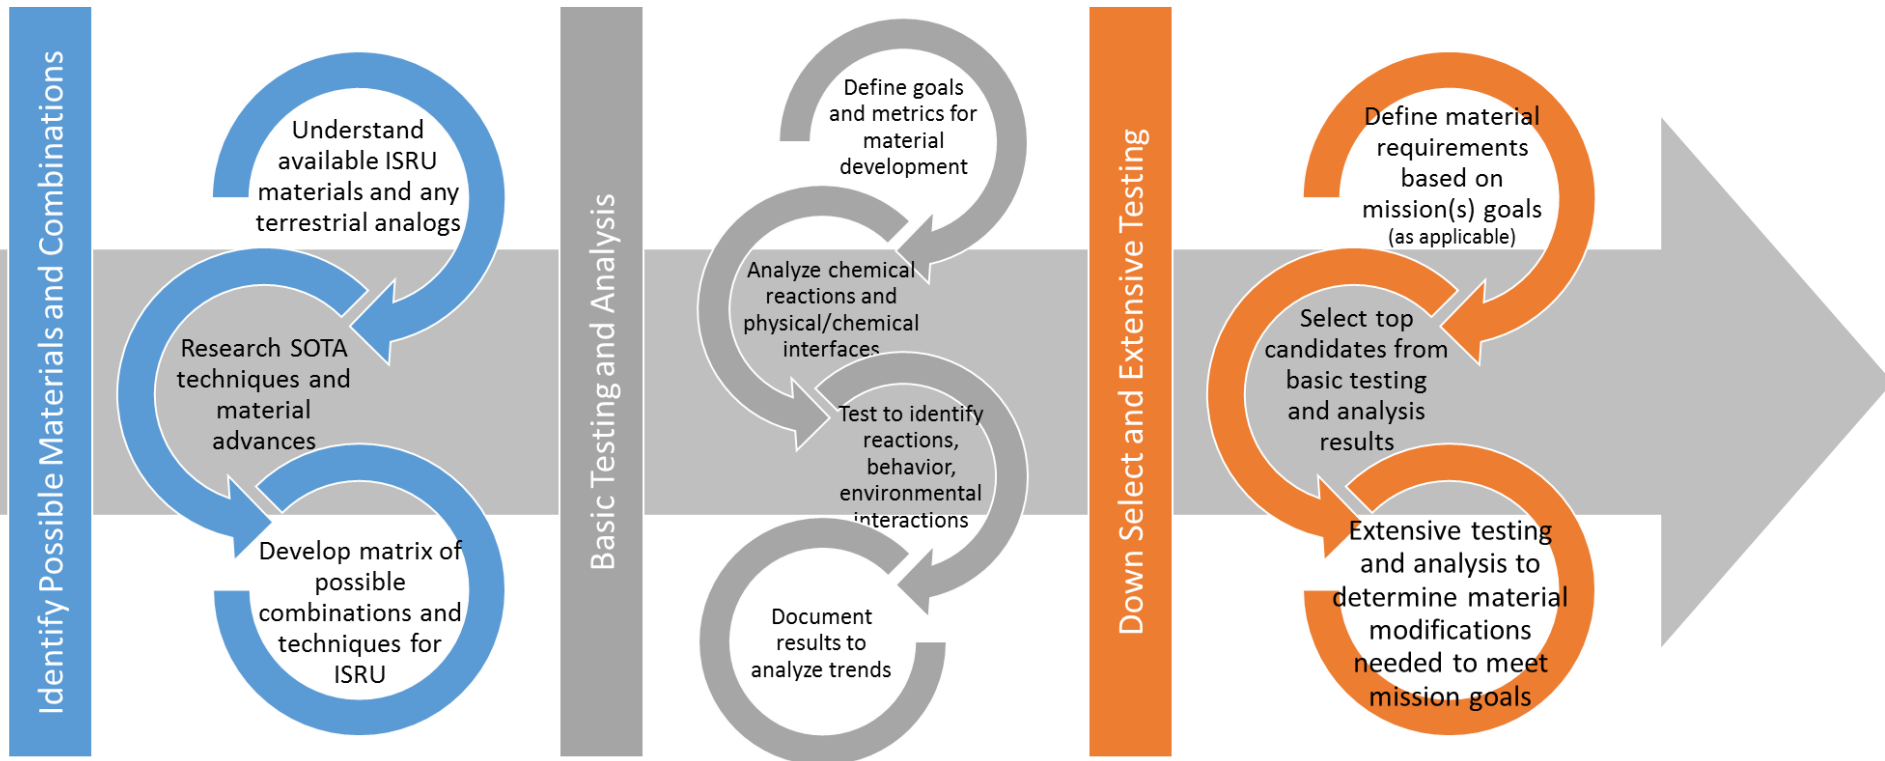 Identify Possible Materials and Combinations
Understand
available ISRU
materials and any
terrestrial analogs
Research SOTA
techniques and
material
advances
Develop matrix of
possible
combinations and
techniques for
ISRU
Basic Testing and Analysis
Define goals
and metrics for
material
development
Analyze chemical
reactions and
physical/chemical
interfaces
Test to identify
reactions,
behavior,
environmental
interactions
Document
results to
analyze trends
Down Select and Extensive Testing
Define material
requirements
based on
mission(s) goals
(as applicable)
Select top
candidates from
basic testing
and analysis
results
Extensive testing
and analysis to
determine material
modifications
needed to meet
mission goals